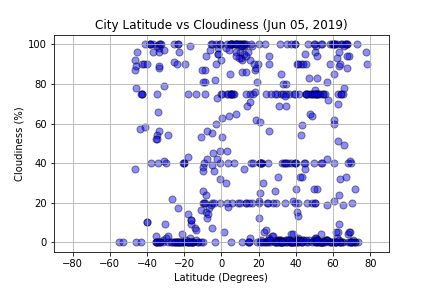 City Latitude vs Cloudiness (Jun 05, 2019)
Cloudiness (%)
100
80
60
40
20
0
−80 −60 −40 −20 0 20 40 60 80
Latitude (Degrees)